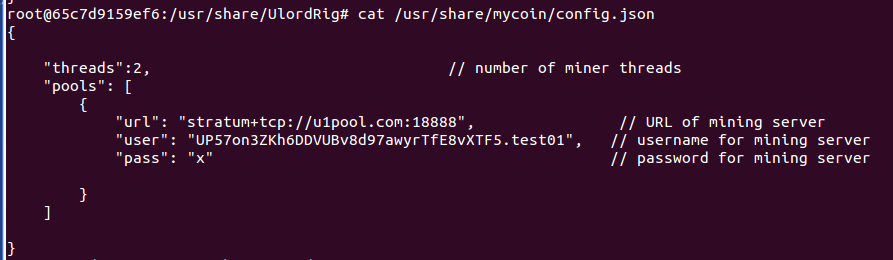 root@65c7d9159ef6:/usr/share/UlordRig# cat /usr/share/mycoin/config.json
{
"threads":2, // number of miner threads
"pools": [
{
"url": "stratum+tcp://u1pool.com:18888", // URL of mining server
"user": "UP57on3ZKh6DDVUBv8d97awyrTfE8vXTF5.test01", // username for mining server
"pass": "x" // password for mining server
}
]
}